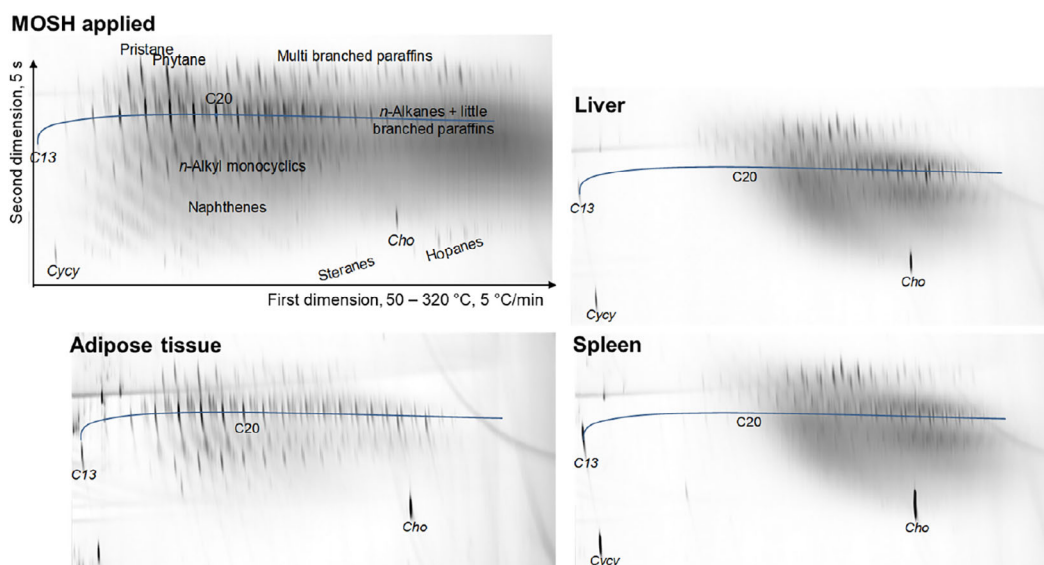 MOSH applied
Pristane
Phytane
Multi branched paraffins
C20
n-Alkanes + little
branched paraffins
C13
n-Alkyl monocyclics
Naphthenes
Cho
Hopanes
Steranes
Cycy
Second dimension, 5 s
First dimension, 50 – 320 °C, 5 °C/min
Liver
C20
C13
Cho
Cycy
Adipose tissue
C20
C13
Cho
Spleen
C20
C13
Cho
Cycy